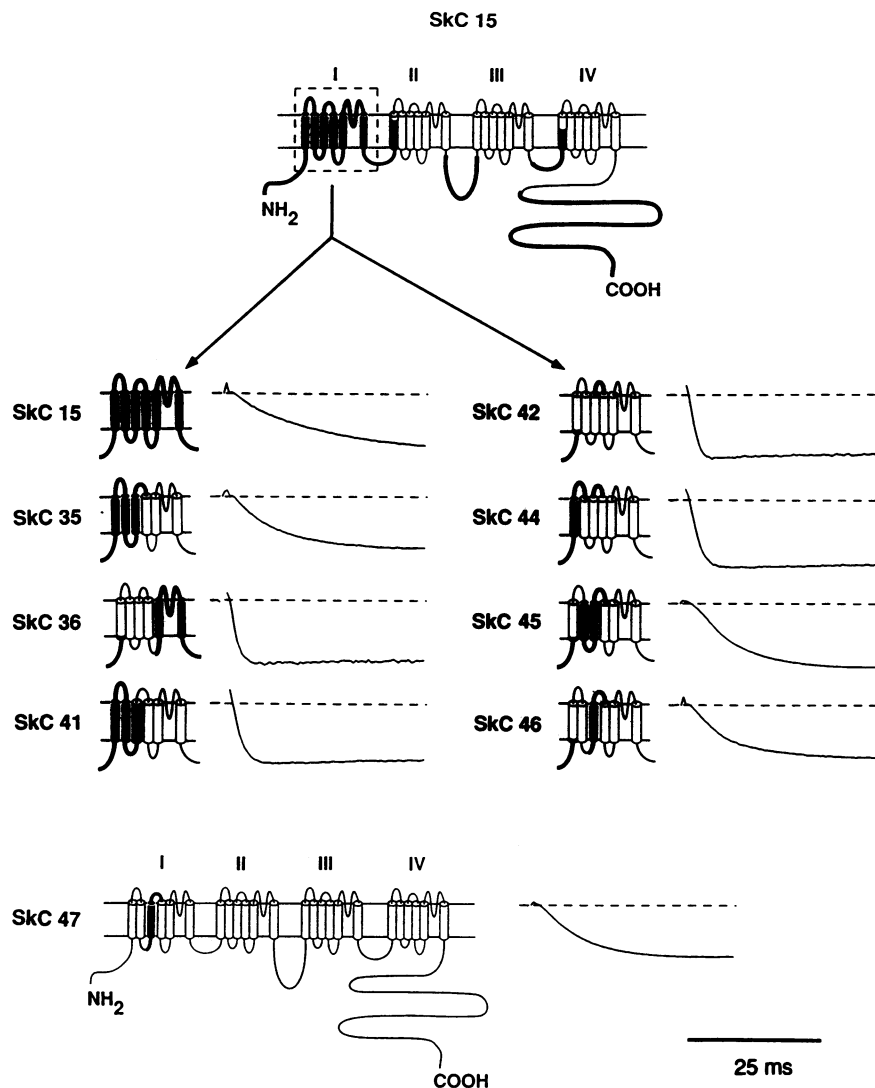 SkC 15
I II III IV
NH2
COOH
SkC 15
SkC 42
SkC 35
SkC 44
SkC 36
SkC 45
SkC 41
SkC 46
I II III IV
SkC 47
NH2
COOH
25 ms